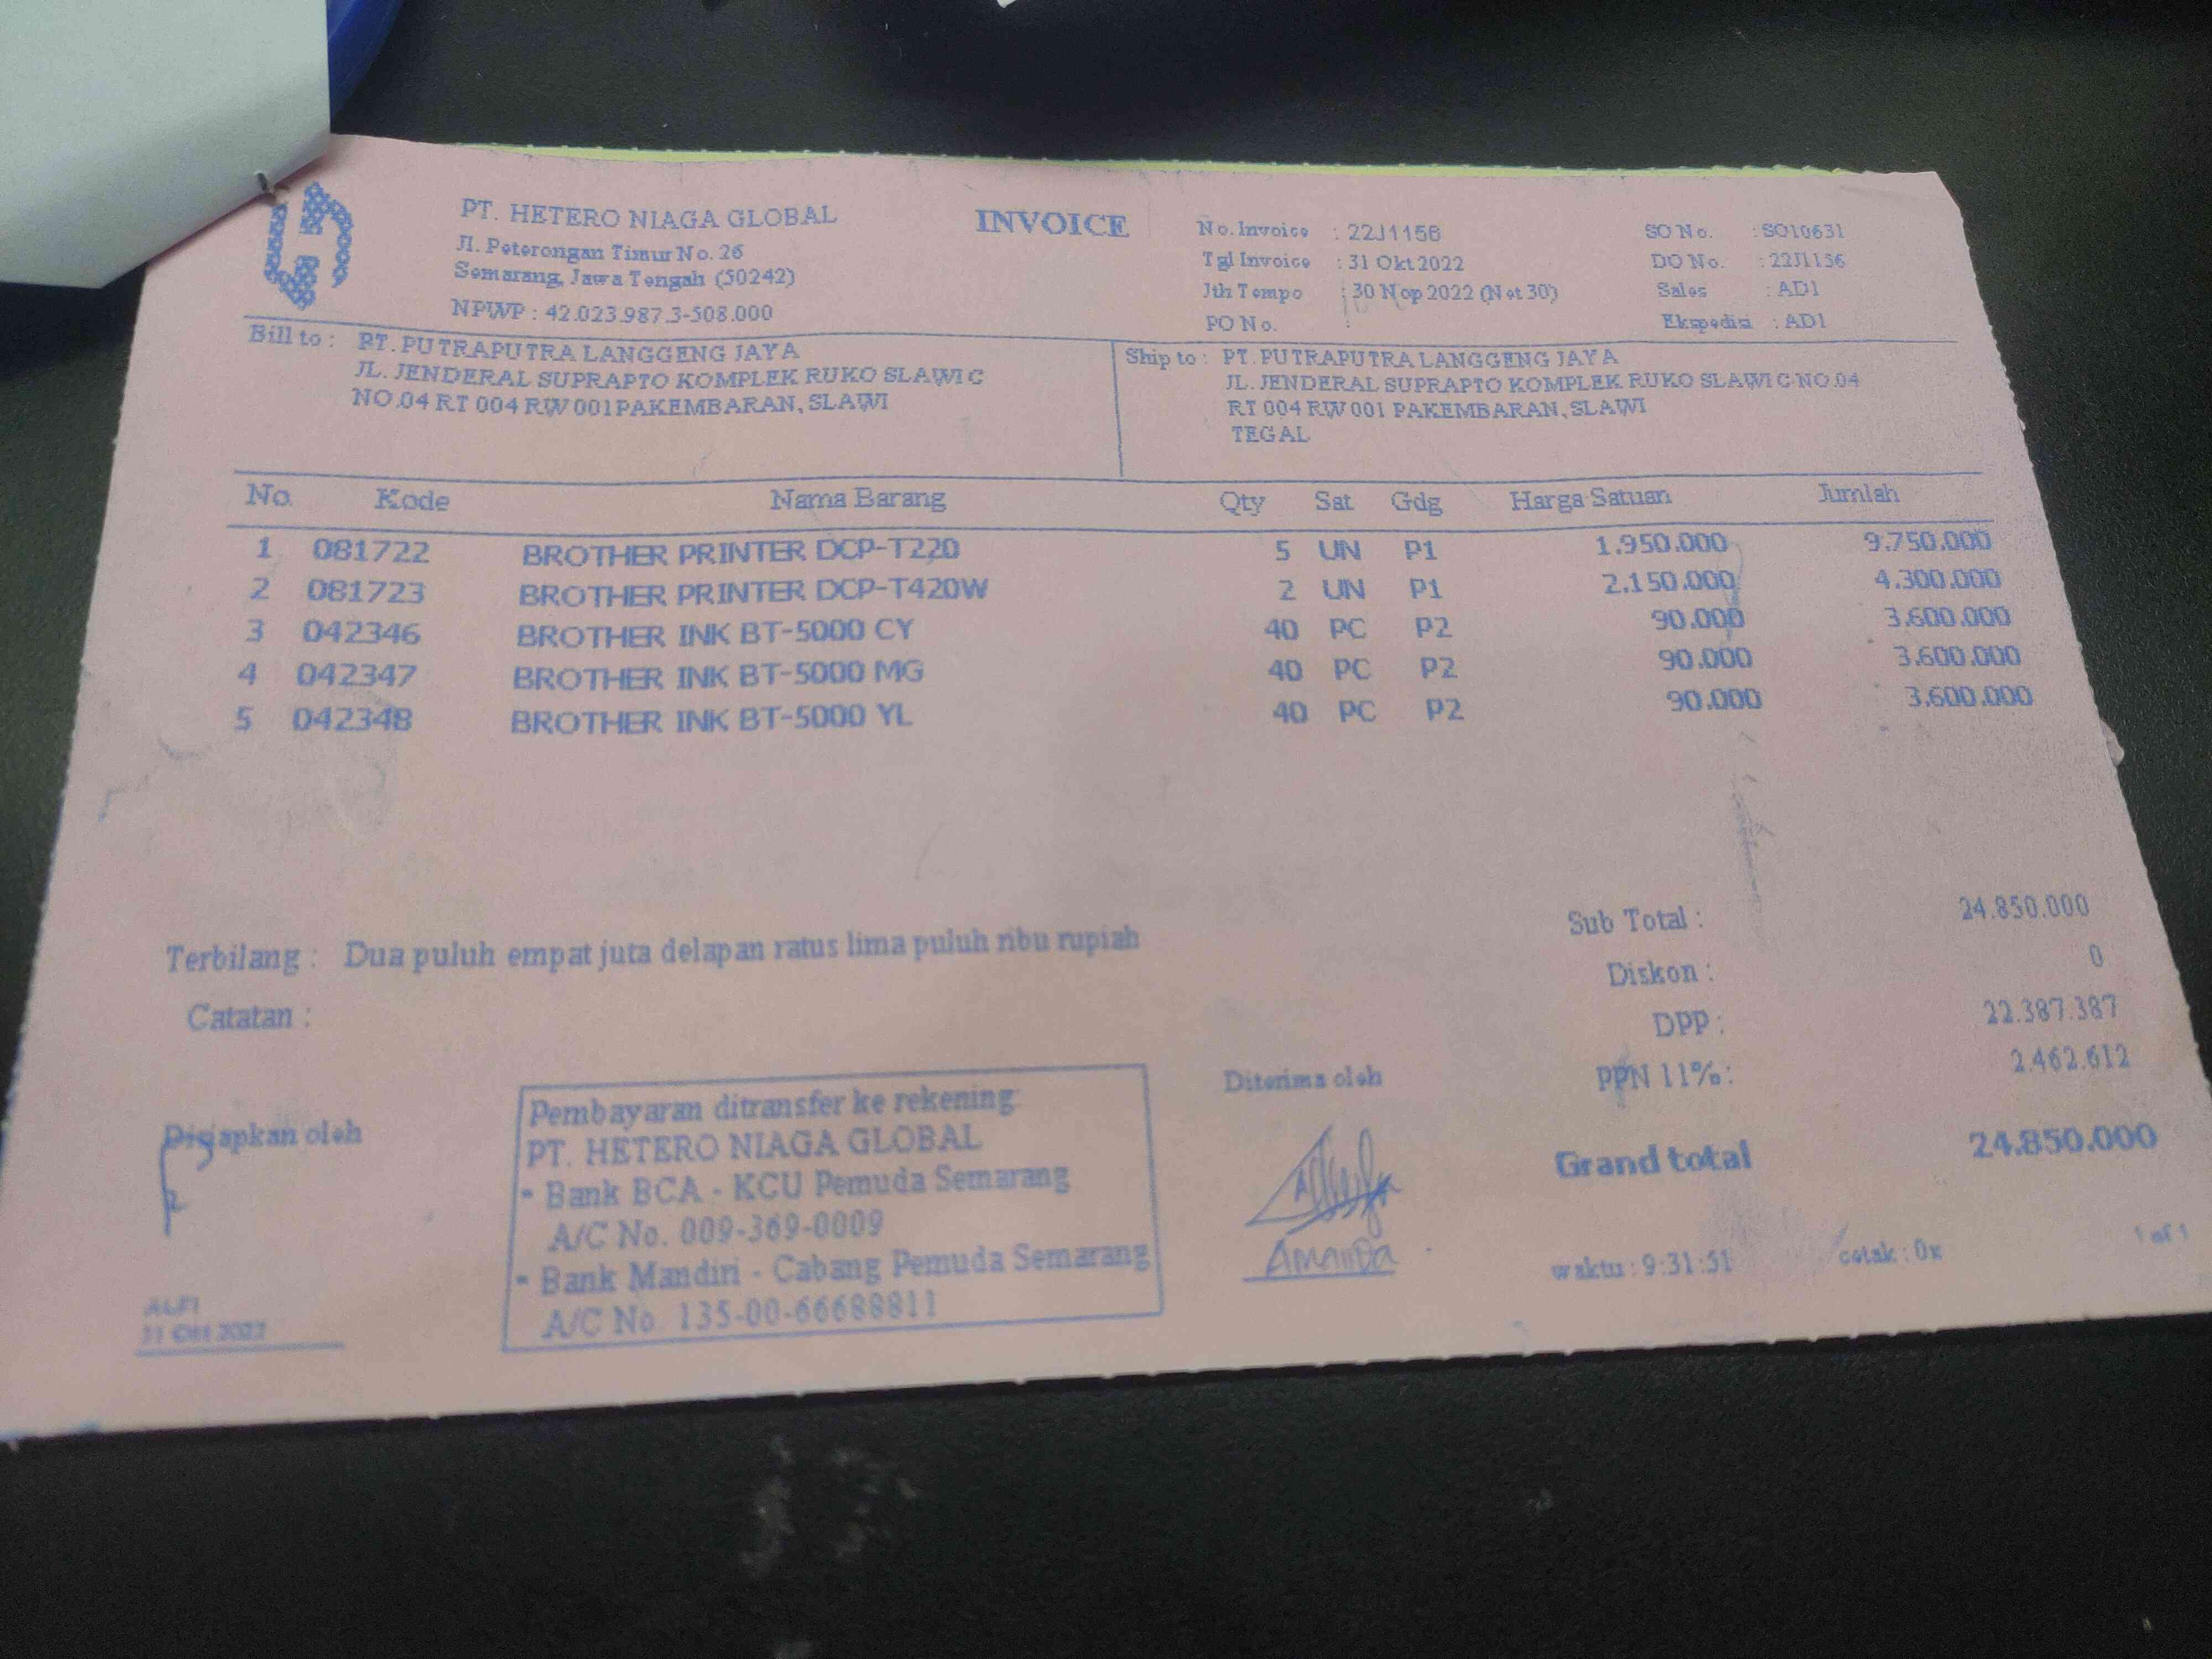 PT. HETERO NIAGA GLOBAL
Jl. Peterongan Timur No. 26
Semarang, Jawa Tengah (50242)
NPWP : 42.023.987.3-508.000
INVOICE
No. Invoice : 22J1156
Tgl Invoice : 31 Okt 2022
Jth Tempo : 30 Nop 2022 (Net 30)
PO No. :
SO No. : SO10631
DO No. : 22J1156
Sales : AD1
Ekspedisi : AD1
Bill to : PT. PUTRAPUTRA LANGGENG JAYA
JL. JENDERAL SUPRAPTO KOMPLEK RUKO SLAWI C
NO.04 RT 004 RW 001 PAKEMBARAN, SLAWI
Ship to : PT. PUTRAPUTRA LANGGENG JAYA
JL. JENDERAL SUPRAPTO KOMPLEK RUKO SLAWI C NO.04
RT 004 RW 001 PAKEMBARAN, SLAWI
TEGAL
No. Kode Nama Barang Qty Sat Gdg Harga Satuan Jumlah
1 081722 BROTHER PRINTER DCP-T220 5 UN P1 1.950.000 9.750.000
2 081723 BROTHER PRINTER DCP-T420W 2 UN P1 2.150.000 4.300.000
3 042346 BROTHER INK BT-5000 CY 40 PC P2 90.000 3.600.000
4 042347 BROTHER INK BT-5000 MG 40 PC P2 90.000 3.600.000
5 042348 BROTHER INK BT-5000 YL 40 PC P2 90.000 3.600.000
Terbilang : Dua puluh empat juta delapan ratus lima puluh ribu rupiah
Catatan :
Sub Total : 24.850.000
Diskon : 0
DPP : 22.387.387
PPN 11% : 2.462.612
Grand total 24.850.000
Disiapkan oleh
ALFI
31 Okt 2022
Pembayaran ditransfer ke rekening:
PT. HETERO NIAGA GLOBAL
- Bank BCA - KCU Pemuda Semarang
A/C No. 009-369-0009
- Bank Mandiri - Cabang Pemuda Semarang
A/C No. 135-00-66688811
Diterima oleh
Amanda
waktu : 9:31:51 cetak : 0x 1 of 1